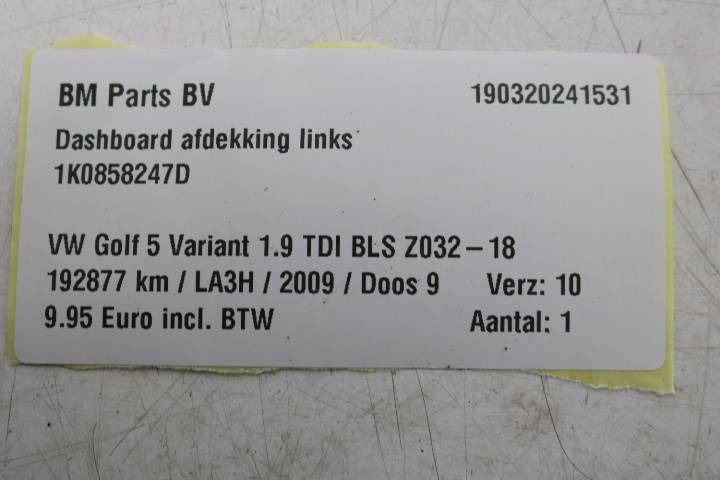 BM Parts BV 190320241531
Dashboard afdekking links
1K0858247D
VW Golf 5 Variant 1.9 TDI BLS Z032-18
192877 km / LA3H / 2009 / Doos 9 Verz: 10
9.95 Euro incl. BTW Aantal: 1